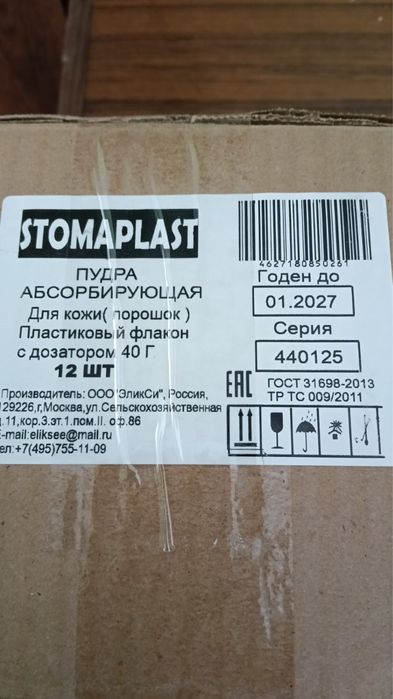 STOMAPLAST
ПУДРА
АБСОРБИРУЮЩАЯ
Для кожи( порошок )
Пластиковый флакон
с дозатором 40 Г
12 ШТ
Производитель: ООО"ЭликСи", Россия,
129226,г,Москва,ул.Сельскохозяйственная
д.11,кор.3.эт.1.пом.II. оф.86
E-mail:eliksee@mail.ru
тел:+7(495)755-11-09
4627180850261
Годен до
01.2027
Серия
440125
ЕАС ГОСТ 31698-2013
ТР ТС 009/2011